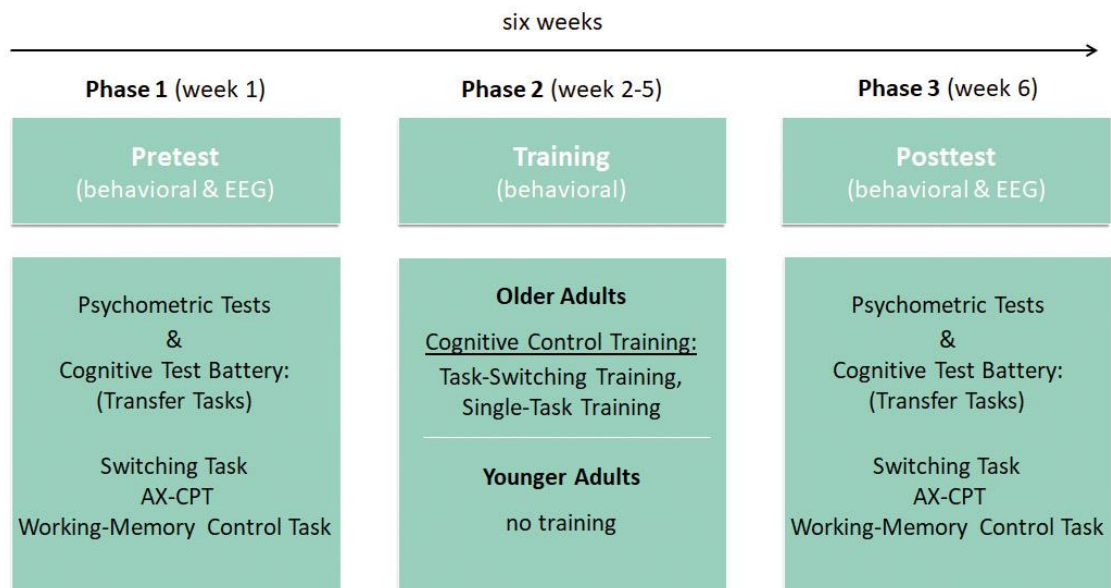 six weeks
Phase 1 (week 1)
Phase 2 (week 2-5)
Phase 3 (week 6)
Pretest
(behavioral & EEG)
Training
(behavioral)
Posttest
(behavioral & EEG)
Psychometric Tests
&
Cognitive Test Battery:
(Transfer Tasks)
Switching Task
AX-CPT
Working-Memory Control Task
Older Adults
Cognitive Control Training:
Task-Switching Training,
Single-Task Training
Younger Adults
no training
Psychometric Tests
&
Cognitive Test Battery:
(Transfer Tasks)
Switching Task
AX-CPT
Working-Memory Control Task